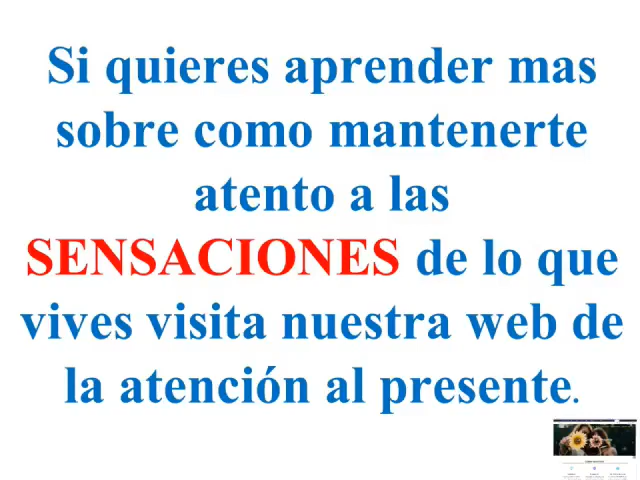 Si quieres aprender mas
sobre como mantenerte
atento a las
SENSACIONES de lo que
vives visita nuestra web de
la atención al presente.